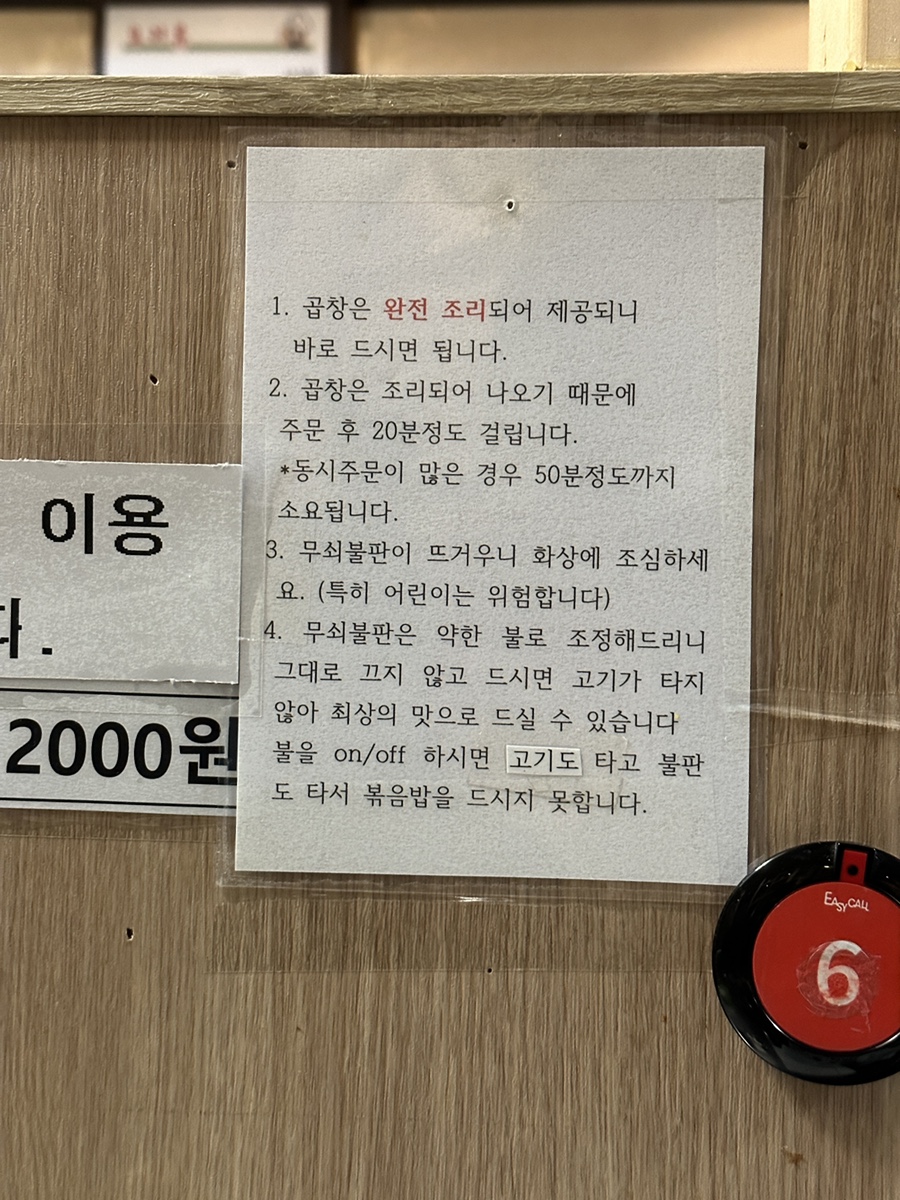 1. 곱창은 완전 조리되어 제공되니
바로 드시면 됩니다.
2. 곱창은 조리되어 나오기 때문에
주문 후 20분정도 걸립니다.
*동시주문이 많은 경우 50분정도까지
소요됩니다.
3. 무쇠불판이 뜨거우니 화상에 조심하세
요. (특히 어린이는 위험합니다)
4. 무쇠불판은 약한 불로 조정해드리니
그대로 끄지 않고 드시면 고기가 타지
않아 최상의 맛으로 드실 수 있습니다
불을 on/off 하시면 고기도 타고 불판
도 타서 볶음밥을 드시지 못합니다.
이용
2000원
EASY CALL
6